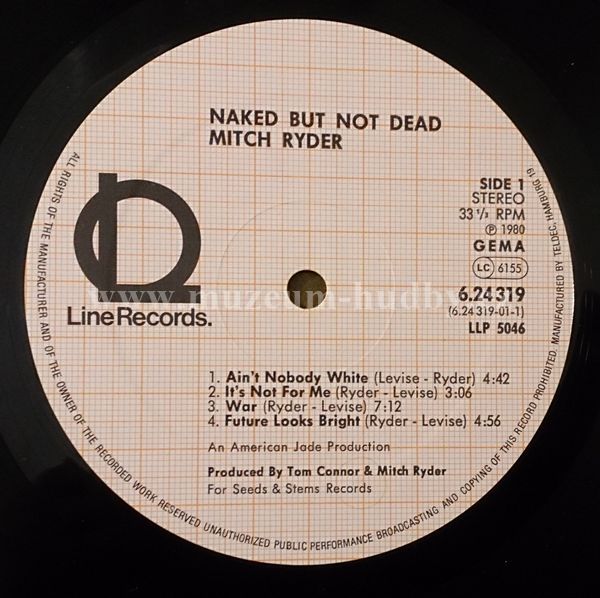 NAKED BUT NOT DEAD
MITCH RYDER
SIDE 1
STEREO
33 1/3 RPM
℗ 1980
GEMA
LC 6155
6.24319
(6.24 319-01-1)
LLP 5046
Line Records.
1. Ain't Nobody White (Levise - Ryder) 4:42
2. It's Not For Me (Ryder - Levise) 3:06
3. War (Ryder - Levise) 7:12
4. Future Looks Bright (Ryder - Levise) 4:56
An American Jade Production
Produced By Tom Connor & Mitch Ryder
For Seeds & Stems Records
ALL RIGHTS OF THE MANUFACTURER AND OF THE OWNER OF THE RECORDED WORK RESERVED UNAUTHORIZED PUBLIC PERFORMANCE BROADCASTING AND COPYING OF THIS RECORD PROHIBITED. MANUFACTURED BY TELDEC, HAMBURG 19